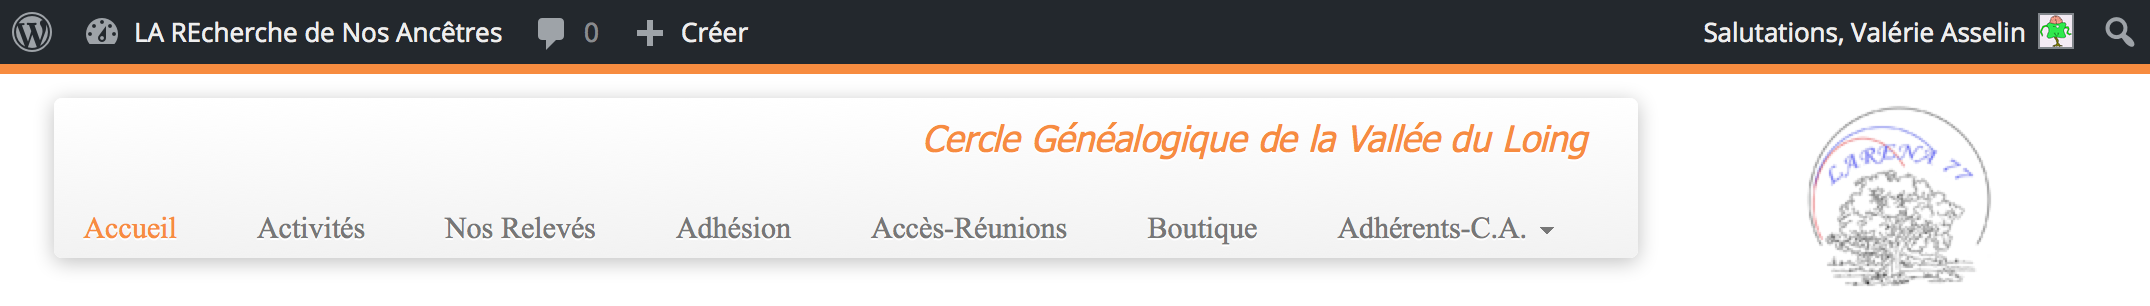 LA REcherche de Nos Ancêtres 0 Créer Salutations, Valérie Asselin
Cercle Généalogique de la Vallée du Loing
LARENA 77
Accueil Activités Nos Relevés Adhésion Accès-Réunions Boutique Adhérents-C.A.